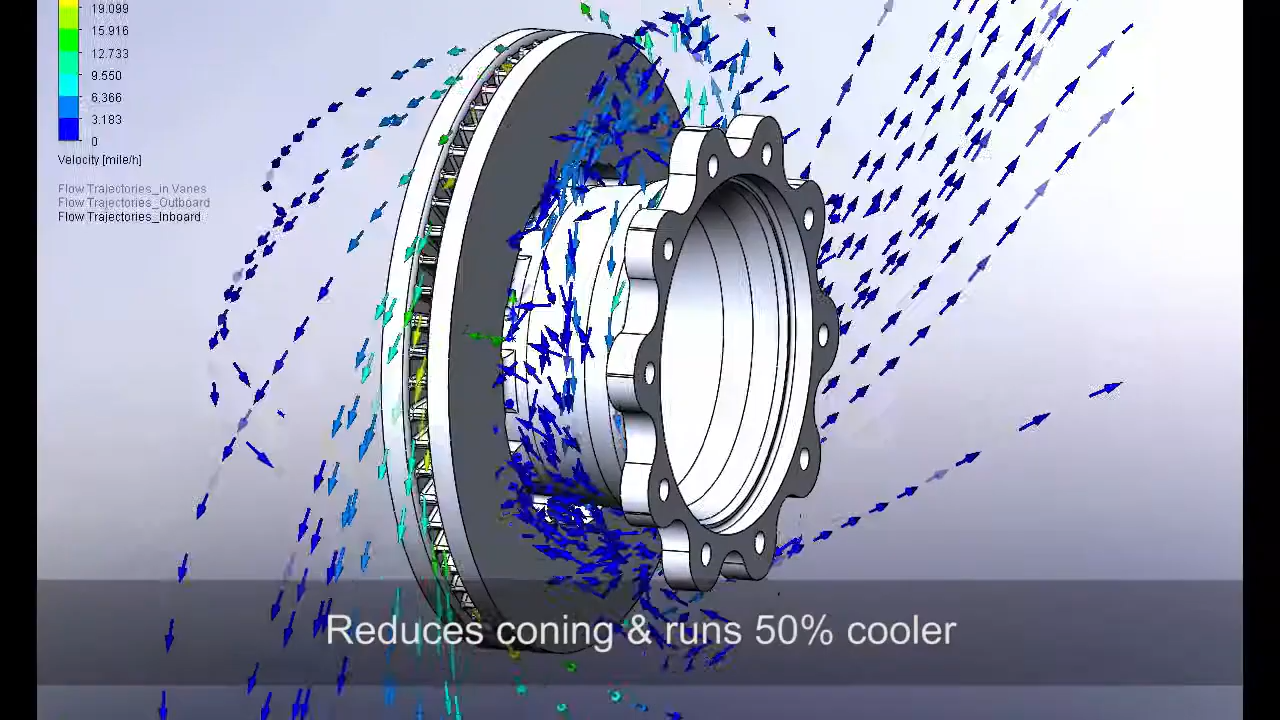 19.099
15.916
12.733
9.550
6.366
3.183
0
Velocity [mile/h]
Flow Trajectories_in Vanes
Flow Trajectories_Outboard
Flow Trajectories_Inboard
Reduces coning & runs 50% cooler